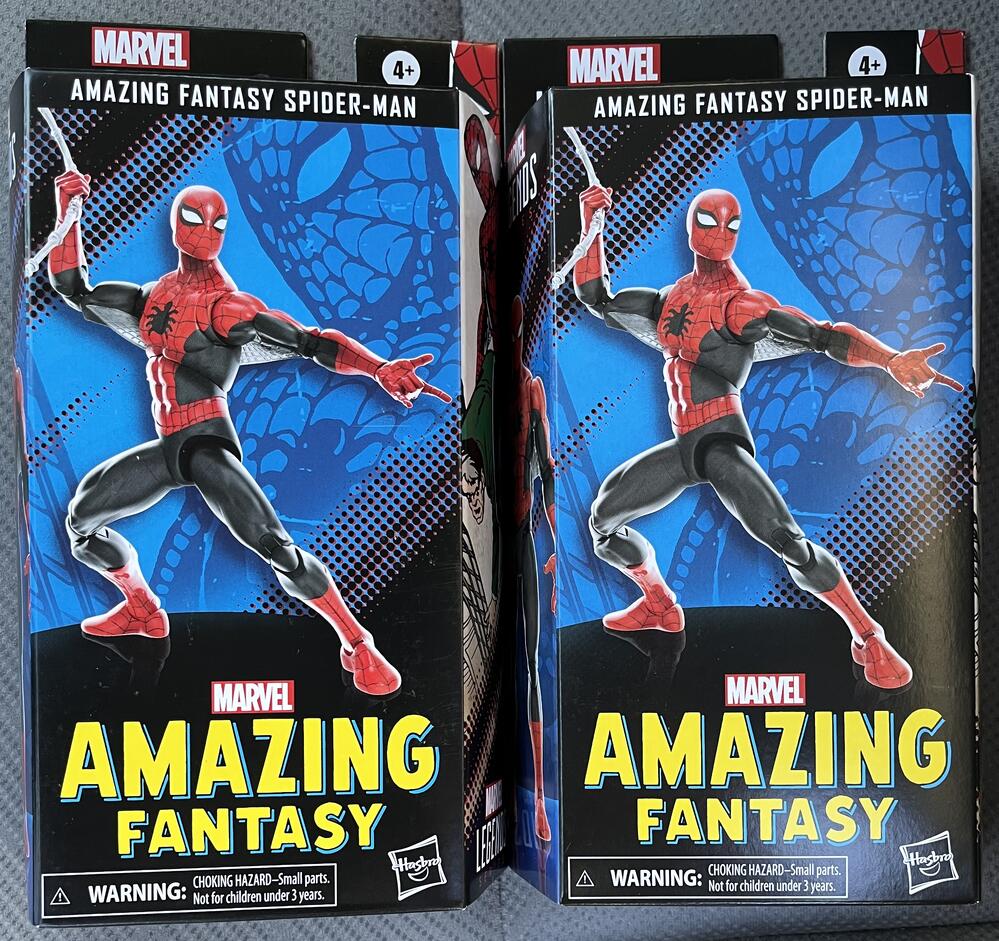 MARVEL
4+
AMAZING FANTASY SPIDER-MAN
MARVEL
AMAZING
FANTASY
WARNING:
CHOKING HAZARD–Small parts.
Not for children under 3 years.
Hasbro
LEGENDS
MARVEL
4+
AMAZING FANTASY SPIDER-MAN
MARVEL
AMAZING
FANTASY
WARNING:
CHOKING HAZARD–Small parts.
Not for children under 3 years.
Hasbro